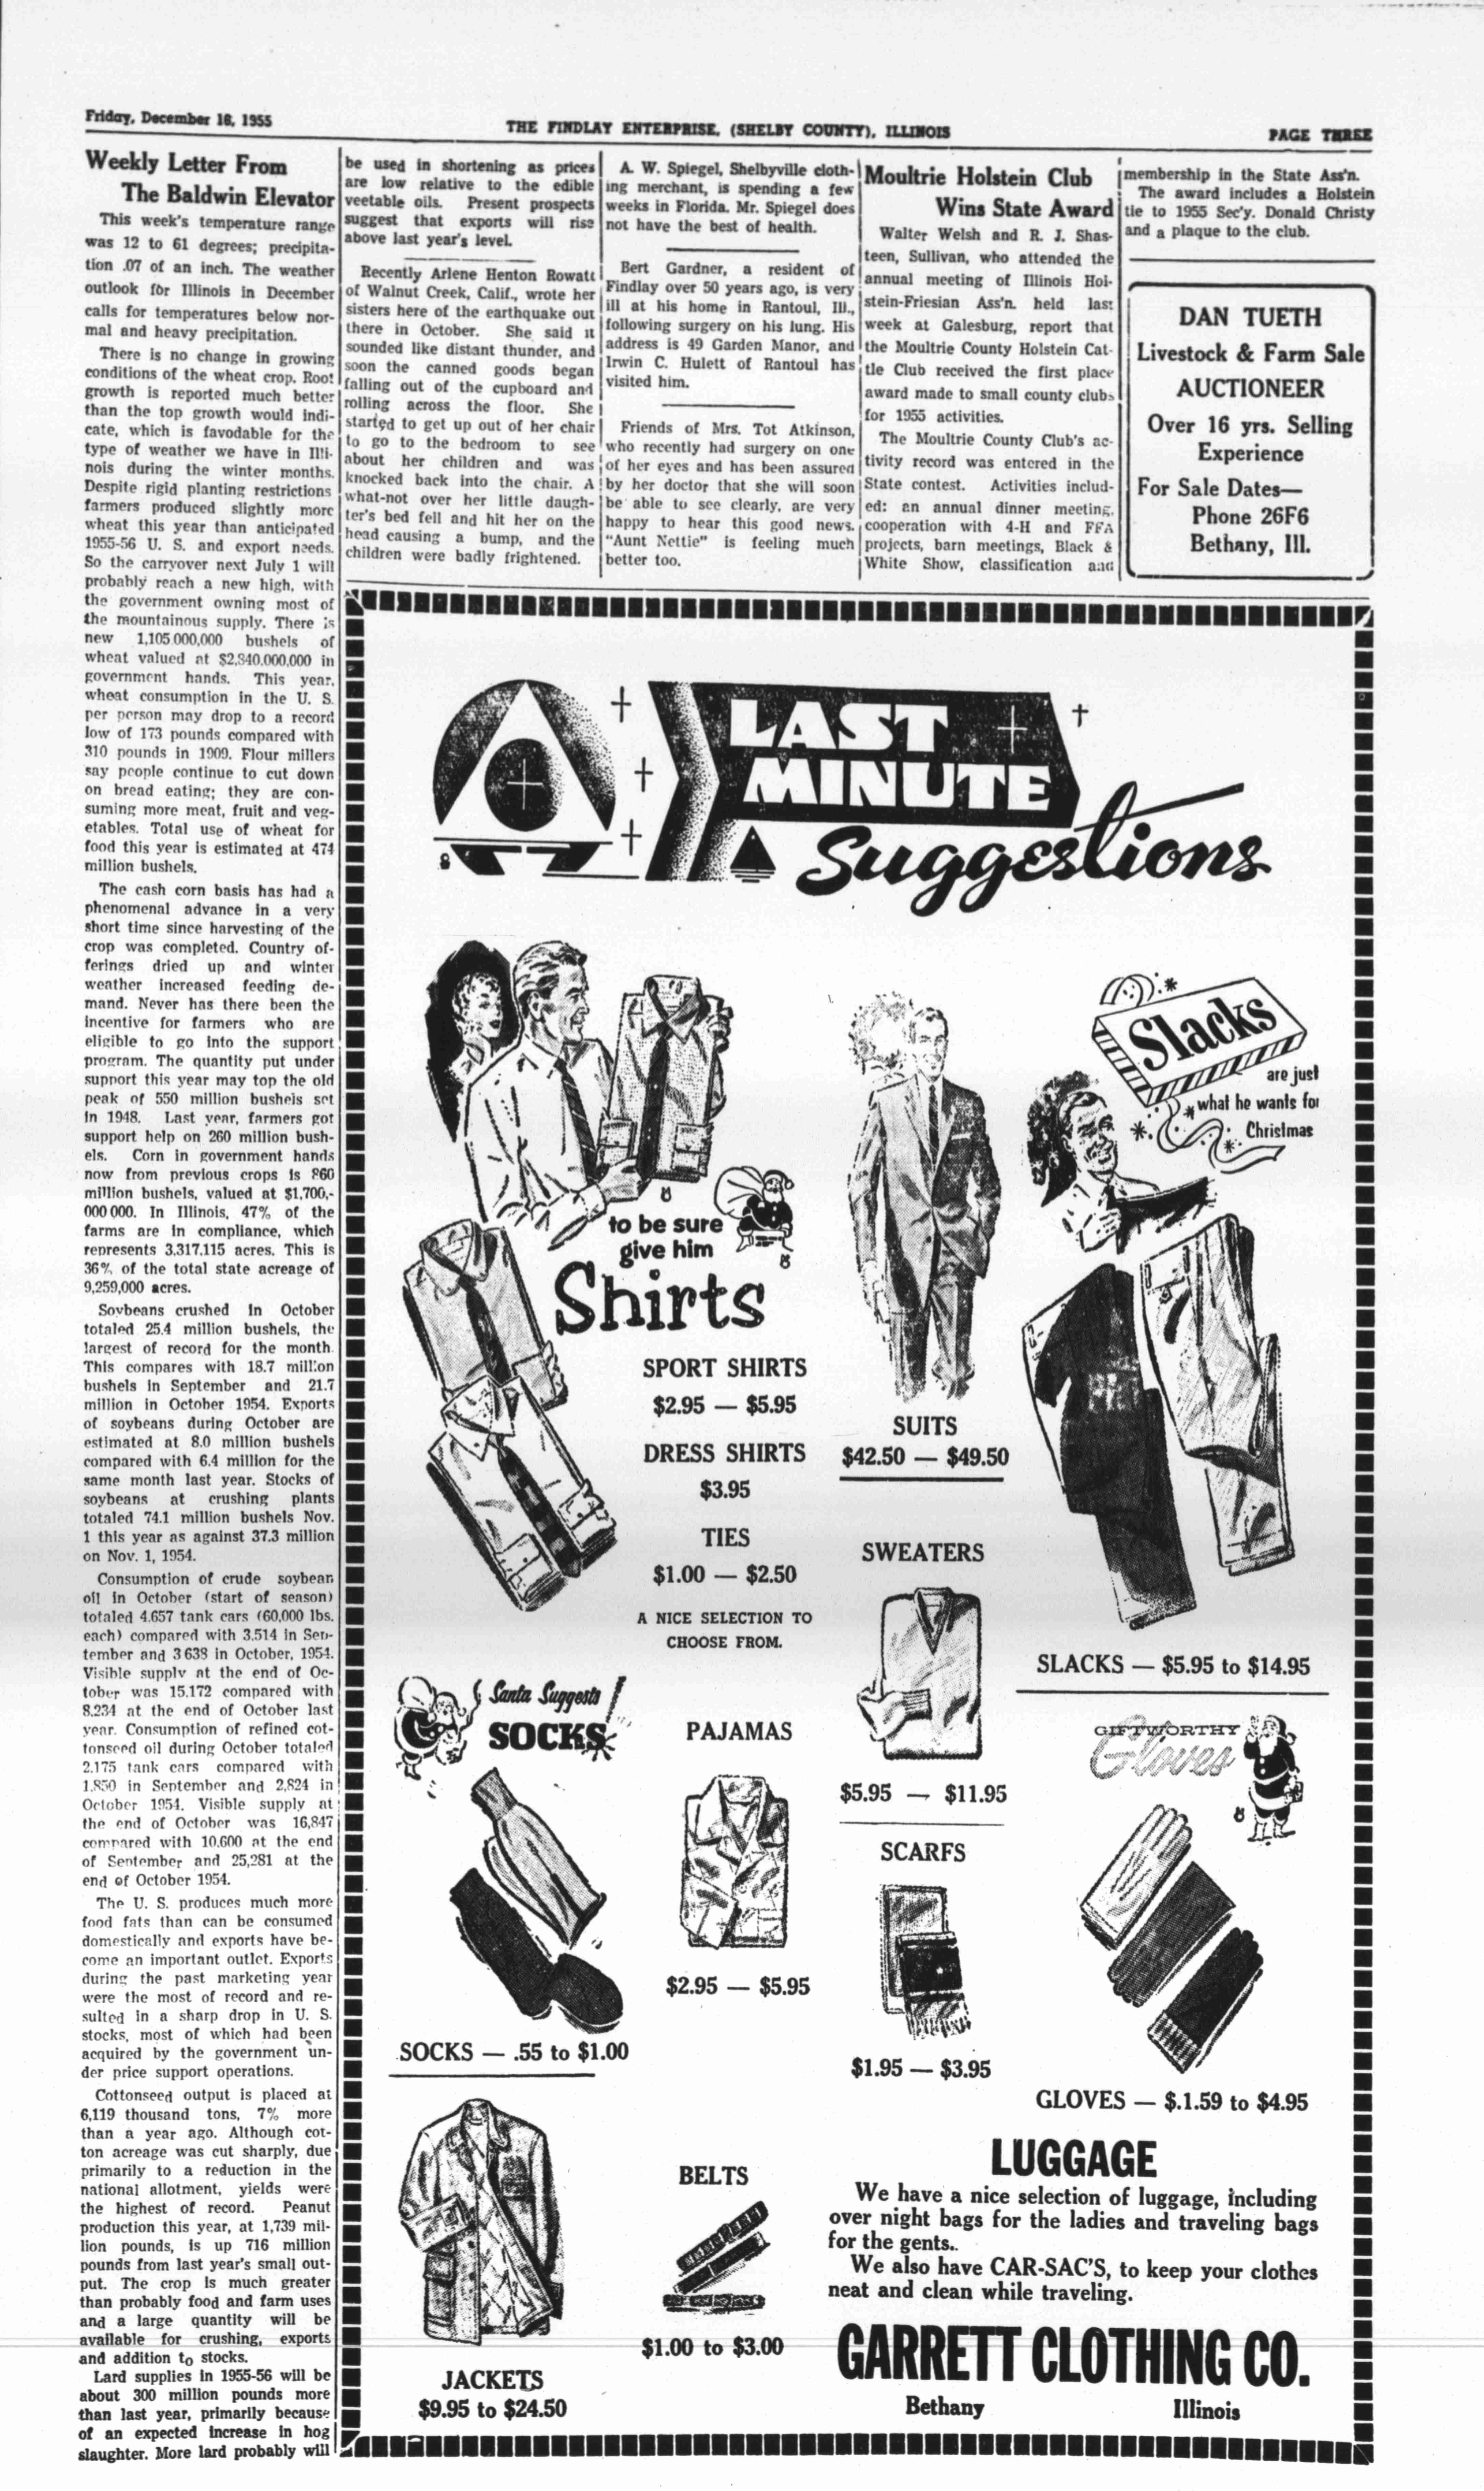 Friday, December 16, 1955
THE FINDLAY ENTERPRISE, (SHELBY COUNTY), ILLINOIS
PAGE THREE
Weekly Letter From
The Baldwin Elevator
This week's temperature range
was 12 to 61 degrees; precipita-
tion .07 of an inch. The weather
outlook for Illinois in December
calls for temperatures below nor-
mal and heavy precipitation.
There is no change in growing
conditions of the wheat crop. Root
growth is reported much better
than the top growth would indi-
cate, which is favodable for the
type of weather we have in Illi-
nois during the winter months.
Despite rigid planting restrictions
farmers produced slightly more
wheat this year than anticipated
1955-56 U. S. and export needs.
So the carryover next July 1 will
probably reach a new high, with
the government owning most of
the mountainous supply. There is
new 1,105.000,000 bushels of
wheat valued at $2,840.000,000 in
government hands. This year,
wheat consumption in the U. S.
per person may drop to a record
low of 173 pounds compared with
310 pounds in 1909. Flour millers
say people continue to cut down
on bread eating; they are con-
suming more meat, fruit and veg-
etables. Total use of wheat for
food this year is estimated at 474
million bushels.
The cash corn basis has had a
phenomenal advance in a very
short time since harvesting of the
crop was completed. Country of-
ferings dried up and winter
weather increased feeding de-
mand. Never has there been the
incentive for farmers who are
eligible to go into the support
program. The quantity put under
support this year may top the old
peak of 550 million bushels set
in 1948. Last year, farmers got
support help on 260 million bush-
els. Corn in government hands
now from previous crops is 860
million bushels, valued at $1,700,-
000 000. In Illinois, 47% of the
farms are in compliance, which
represents 3,317,115 acres. This is
36% of the total state acreage of
9,259,000 acres.
Soybeans crushed in October
totaled 25.4 million bushels, the
largest of record for the month.
This compares with 18.7 million
bushels in September and 21.7
million in October 1954. Exports
of soybeans during October are
estimated at 8.0 million bushels
compared with 6.4 million for the
same month last year. Stocks of
soybeans at crushing plants
totaled 74.1 million bushels Nov.
1 this year as against 37.3 million
on Nov. 1, 1954.
Consumption of crude soybean
oil in October (start of season)
totaled 4,657 tank cars (60,000 lbs.
each) compared with 3,514 in Sep-
tember and 3 638 in October, 1954.
Visible supply at the end of Oc-
tober was 15,172 compared with
8,234 at the end of October last
year. Consumption of refined cot-
tonseed oil during October totaled
2,175 tank cars compared with
1,850 in September and 2,824 in
October 1954. Visible supply at
the end of October was 16,847
compared with 10,600 at the end
of September and 25,281 at the
end of October 1954.
The U. S. produces much more
food fats than can be consumed
domestically and exports have be-
come an important outlet. Exports
during the past marketing year
were the most of record and re-
sulted in a sharp drop in U. S.
stocks, most of which had been
acquired by the government un-
der price support operations.
Cottonseed output is placed at
6,119 thousand tons, 7% more
than a year ago. Although cot-
ton acreage was cut sharply, due
primarily to a reduction in the
national allotment, yields were
the highest of record. Peanut
production this year, at 1,739 mil-
lion pounds, is up 716 million
pounds from last year's small out-
put. The crop is much greater
than probably food and farm uses
and a large quantity will be
available for crushing, exports
and addition to stocks.
Lard supplies in 1955-56 will be
about 300 million pounds more
than last year, primarily because
of an expected increase in hog
slaughter. More lard probably will
be used in shortening as prices
are low relative to the edible
veetable oils. Present prospects
suggest that exports will rise
above last year's level.
Recently Arlene Henton Rowatt
of Walnut Creek, Calif., wrote her
sisters here of the earthquake out
there in October. She said it
sounded like distant thunder, and
soon the canned goods began
falling out of the cupboard and
rolling across the floor. She
started to get up out of her chair
to go to the bedroom to see
about her children and was
knocked back into the chair. A
what-not over her little daugh-
ter's bed fell and hit her on the
head causing a bump, and the
children were badly frightened.
A. W. Spiegel, Shelbyville cloth-
ing merchant, is spending a few
weeks in Florida. Mr. Spiegel does
not have the best of health.
Bert Gardner, a resident of
Findlay over 50 years ago, is very
ill at his home in Rantoul, Ill.,
following surgery on his lung. His
address is 49 Garden Manor, and
Irwin C. Hulett of Rantoul has
visited him.
Friends of Mrs. Tot Atkinson,
who recently had surgery on one
of her eyes and has been assured
by her doctor that she will soon
be able to see clearly, are very
happy to hear this good news.
"Aunt Nettie" is feeling much
better too.
Moultrie Holstein Club
Wins State Award
Walter Welsh and R. J. Shas-
teen, Sullivan, who attended the
annual meeting of Illinois Hol-
stein-Friesian Ass'n. held last
week at Galesburg, report that
the Moultrie County Holstein Cat-
tle Club received the first place
award made to small county clubs
for 1955 activities.
The Moultrie County Club's ac-
tivity record was entered in the
State contest. Activities includ-
ed: an annual dinner meeting,
cooperation with 4-H and FFA
projects, barn meetings, Black &
White Show, classification and
membership in the State Ass'n.
The award includes a Holstein
tie to 1955 Sec'y. Donald Christy
and a plaque to the club.
DAN TUETH
Livestock & Farm Sale
AUCTIONEER
Over 16 yrs. Selling
Experience
For Sale Dates—
Phone 26F6
Bethany, Ill.
LAST
MINUTE
Suggestions
to be sure
give him
Shirts
SPORT SHIRTS
$2.95 — $5.95
DRESS SHIRTS
$3.95
TIES
$1.00 — $2.50
A NICE SELECTION TO
CHOOSE FROM.
SUITS
$42.50 — $49.50
Slacks
are just
what he wants for
Christmas
SLACKS — $5.95 to $14.95
SWEATERS
$5.95 — $11.95
Santa Suggests
SOCKS
SOCKS — .55 to $1.00
PAJAMAS
$2.95 — $5.95
SCARFS
$1.95 — $3.95
GIFTWORTHY
Gloves
GLOVES — $.1.59 to $4.95
JACKETS
$9.95 to $24.50
BELTS
$1.00 to $3.00
LUGGAGE
We have a nice selection of luggage, including
over night bags for the ladies and traveling bags
for the gents..
We also have CAR-SAC'S, to keep your clothes
neat and clean while traveling.
GARRETT CLOTHING CO.
Bethany Illinois